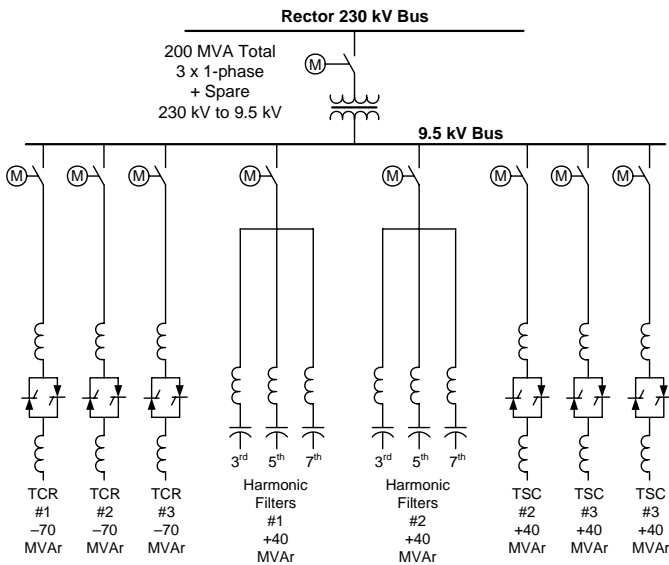 Rector 230 kV Bus
200 MVA Total
3 x 1-phase
+ Spare
230 kV to 9.5 kV
M
9.5 kV Bus
M
M
M
M
M
M
M
M
3rd
5th
7th
3rd
5th
7th
TCR
#1
–70
MVAr
TCR
#2
–70
MVAr
TCR
#3
–70
MVAr
Harmonic
Filters
#1
+40
MVAr
Harmonic
Filters
#2
+40
MVAr
TSC
#2
+40
MVAr
TSC
#3
+40
MVAr
TSC
#3
+40
MVAr